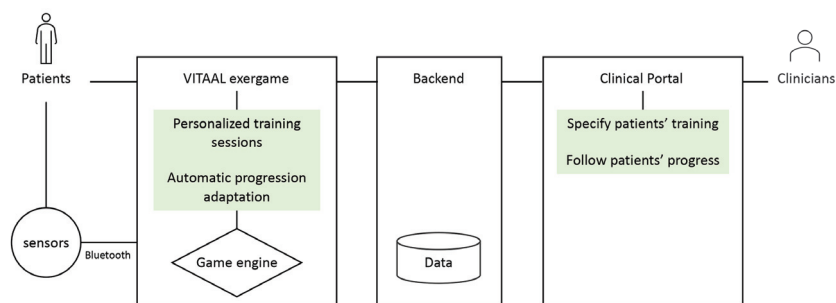 Patients
VITAAL exergame
Backend
Clinical Portal
Clinicians
Personalized training
sessions
Automatic progression
adaptation
Specify patients’ training
Follow patients’ progress
sensors
Bluetooth
Game engine
Data